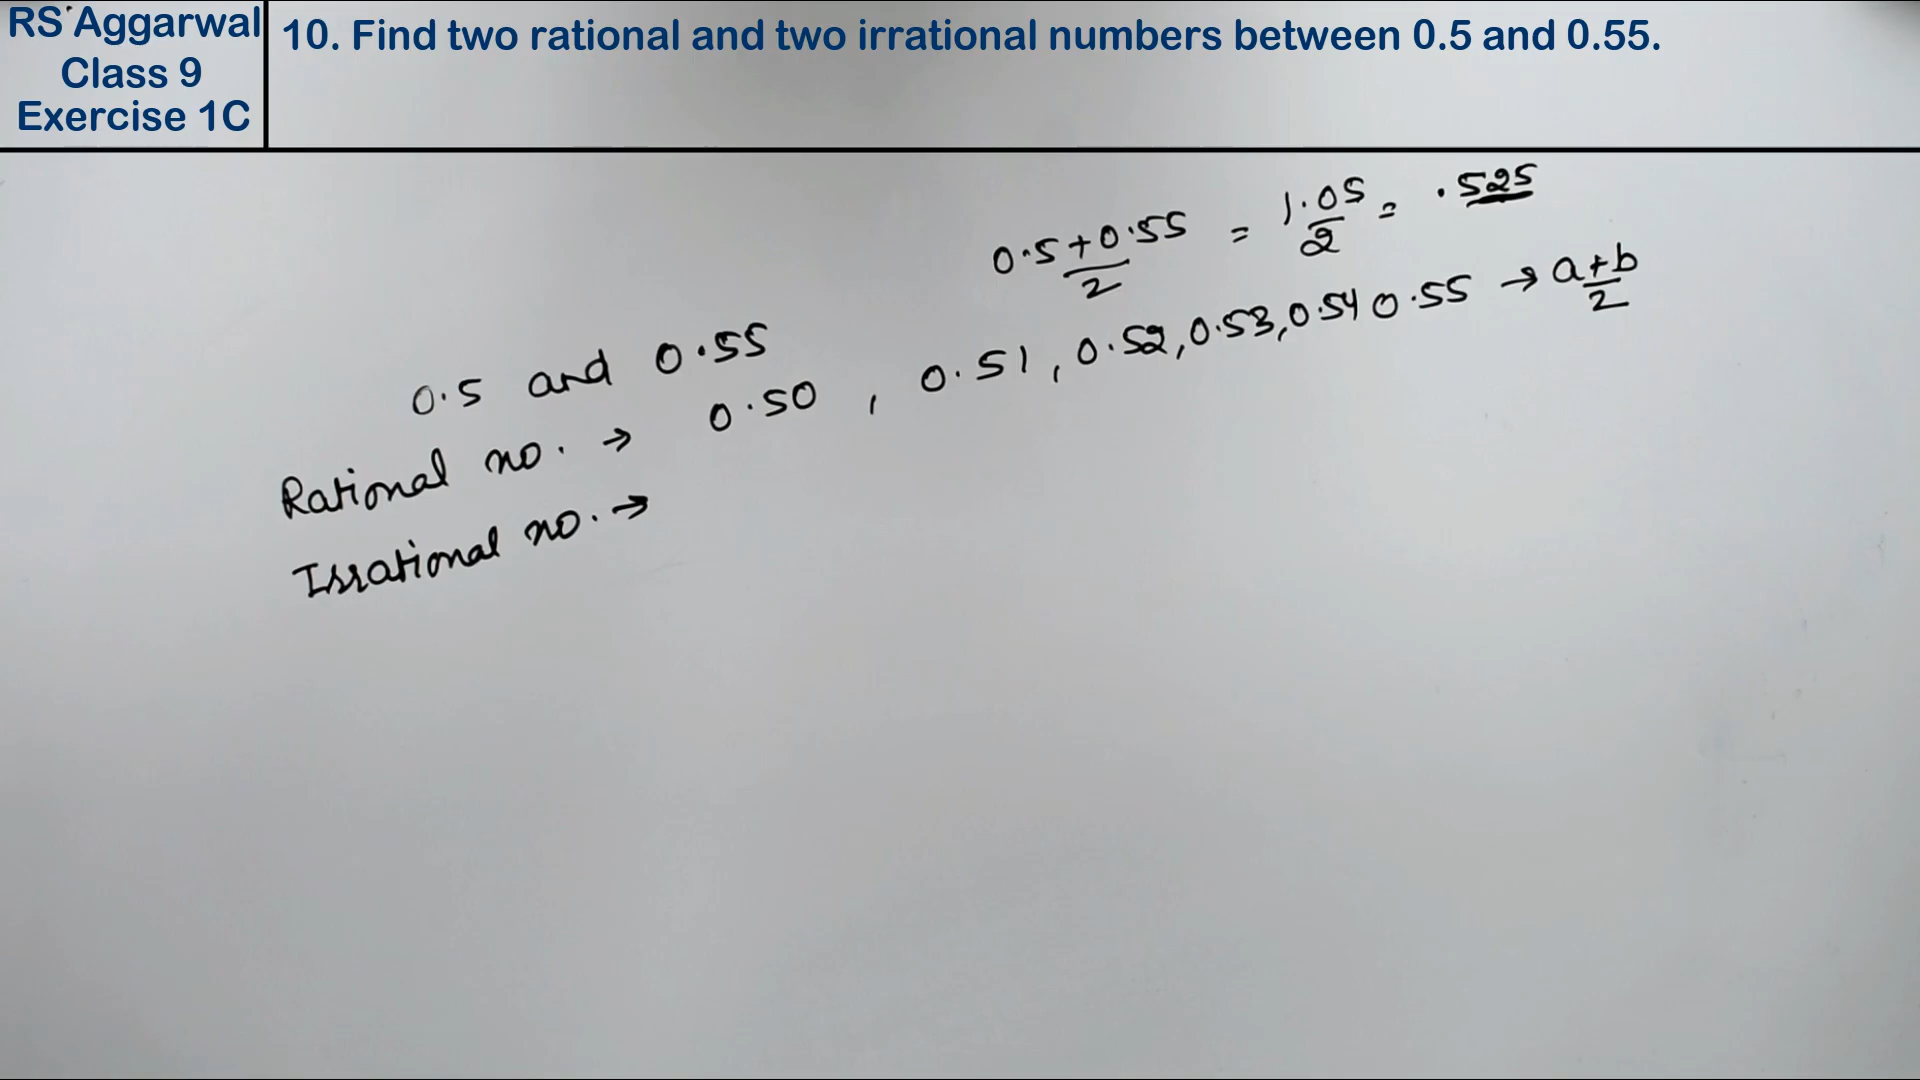 RS Aggarwal
Class 9
Exercise 1C
10. Find two rational and two irrational numbers between 0.5 and 0.55.
0.5+0.55/2 = 1.05/2 = .525
0.5 and 0.55
Rational no. → 0.50 , 0.51, 0.52,0.53,0.54 0.55 → a+b/2
Irrational no. →